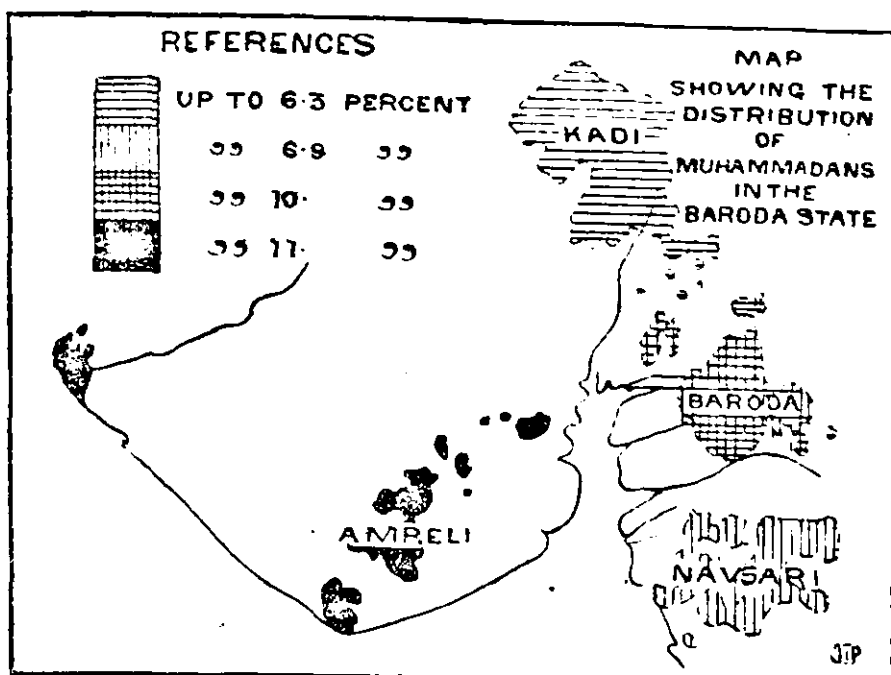 REFERENCES
UP TO 6·3 PERCENT
„ 6·9 „
„ 10· „
„ 11· „
MAP
SHOWING THE
DISTRIBUTION
OF
MUHAMMADANS
IN THE
BARODA STATE
KADI
BARODA
AMRELI
NAVSARI
JTP